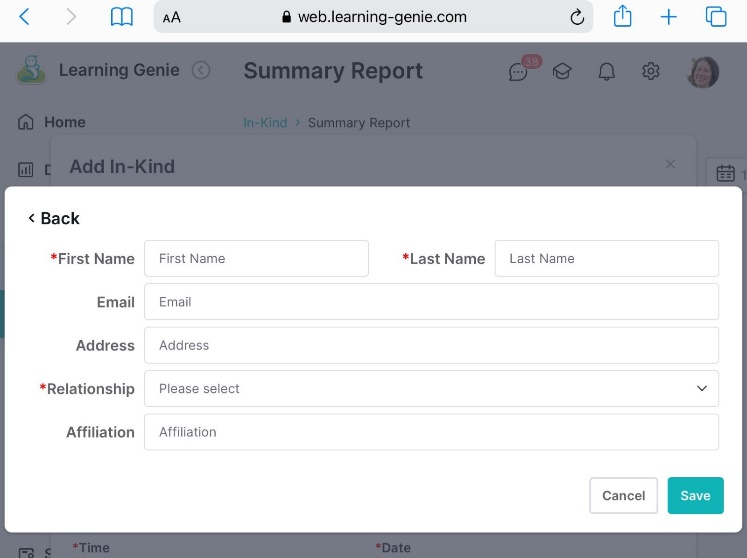 AA web.learning-genie.com
Learning Genie Summary Report 38
Home In-Kind > Summary Report
Add In-Kind
< Back
*First Name First Name *Last Name Last Name
Email Email
Address Address
*Relationship Please select
Affiliation Affiliation
Cancel Save
*Time *Date